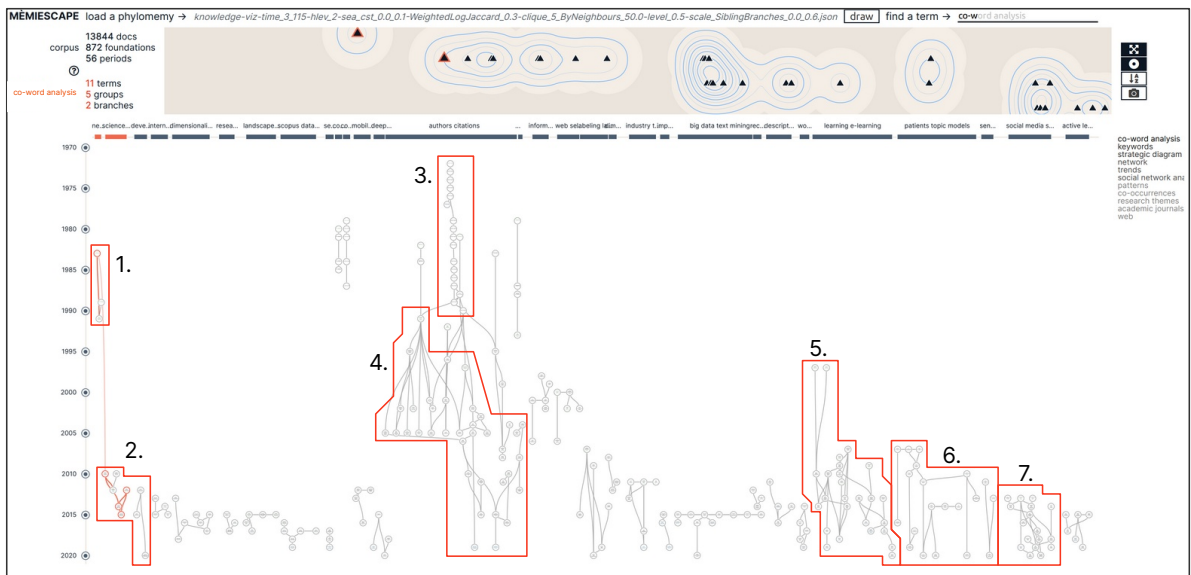 MÈMIESCAPE load a phylomemy → knowledge-viz-time_3_115-hlev_2-sea_cst_0.0_0.1-WeightedLogJaccard_0.3-clique_5_ByNeighbours_50.0-level_0.5-scale_SiblingBranches_0.0_0.6.json draw find a term → co-word analysis
corpus
13844 docs
872 foundations
56 periods
co-word analysis
11 terms
5 groups
2 branches
ne.science...deve.intern..dimensionali... resea... landscape..scopus data... se.co.co..mobil..deep... authors citations ... inform... web selabeling la... industry t.imp... big data text miningrec...descript... wo... learning e-learning patients topic models sen... social media s... active le...
1970
1975
1980
1985
1990
1995
2000
2005
2010
2015
2020
1.
2.
3.
4.
5.
6.
7.
co-word analysis
keywords
strategic diagram
network
trends
social network ana
patterns
co-occurrences
research themes
academic journals
web